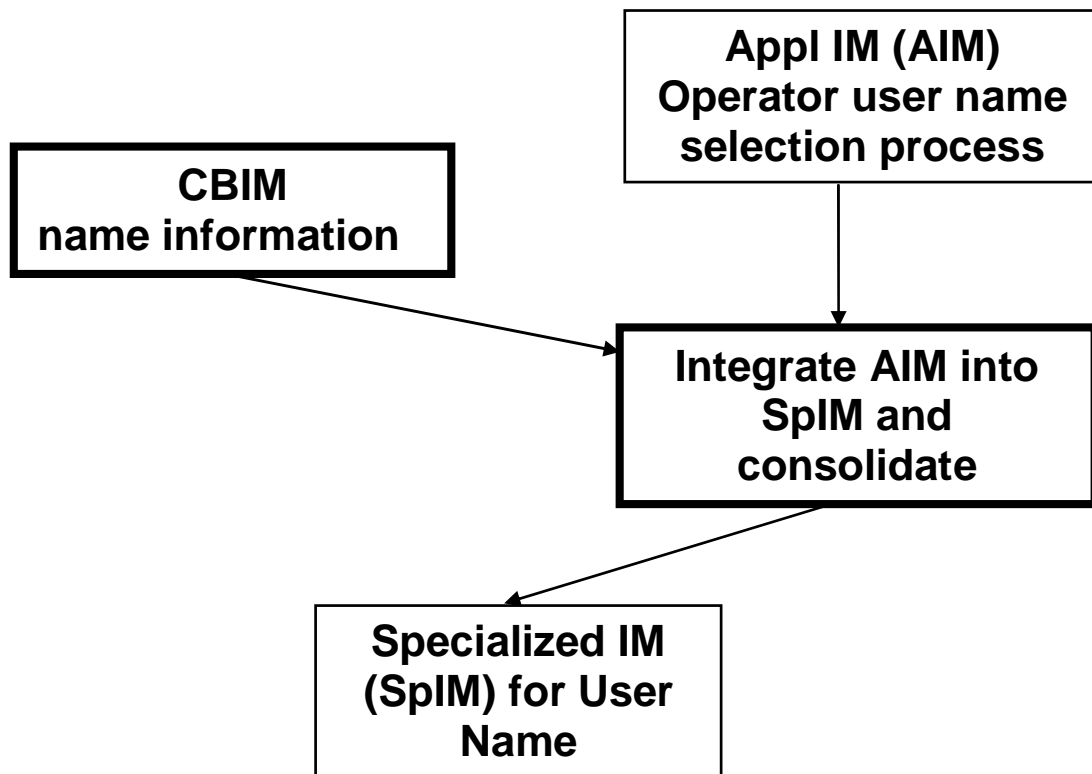 Appl IM (AIM)
Operator user name
selection process
CBIM
name information
Integrate AIM into
SpIM and
consolidate
Specialized IM
(SpIM) for User
Name